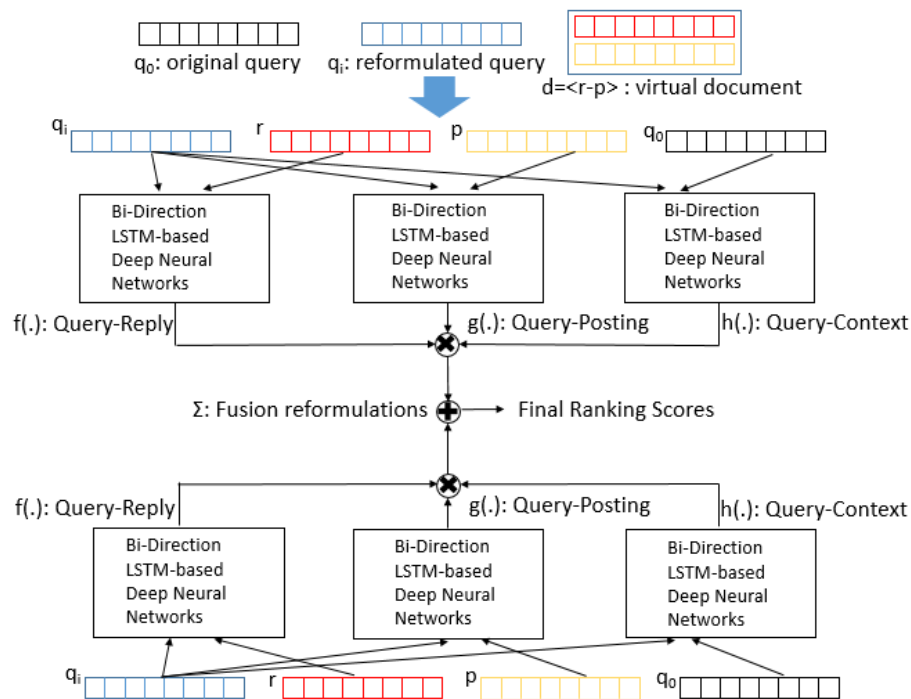 q₀: original query
qᵢ: reformulated query
d=<r-p> : virtual document
qᵢ
r
p
q₀
Bi-Direction
LSTM-based
Deep Neural
Networks
Bi-Direction
LSTM-based
Deep Neural
Networks
Bi-Direction
LSTM-based
Deep Neural
Networks
f(.): Query-Reply
g(.): Query-Posting
h(.): Query-Context
Σ: Fusion reformulations
Final Ranking Scores
f(.): Query-Reply
g(.): Query-Posting
h(.): Query-Context
Bi-Direction
LSTM-based
Deep Neural
Networks
Bi-Direction
LSTM-based
Deep Neural
Networks
Bi-Direction
LSTM-based
Deep Neural
Networks
qᵢ
r
p
q₀